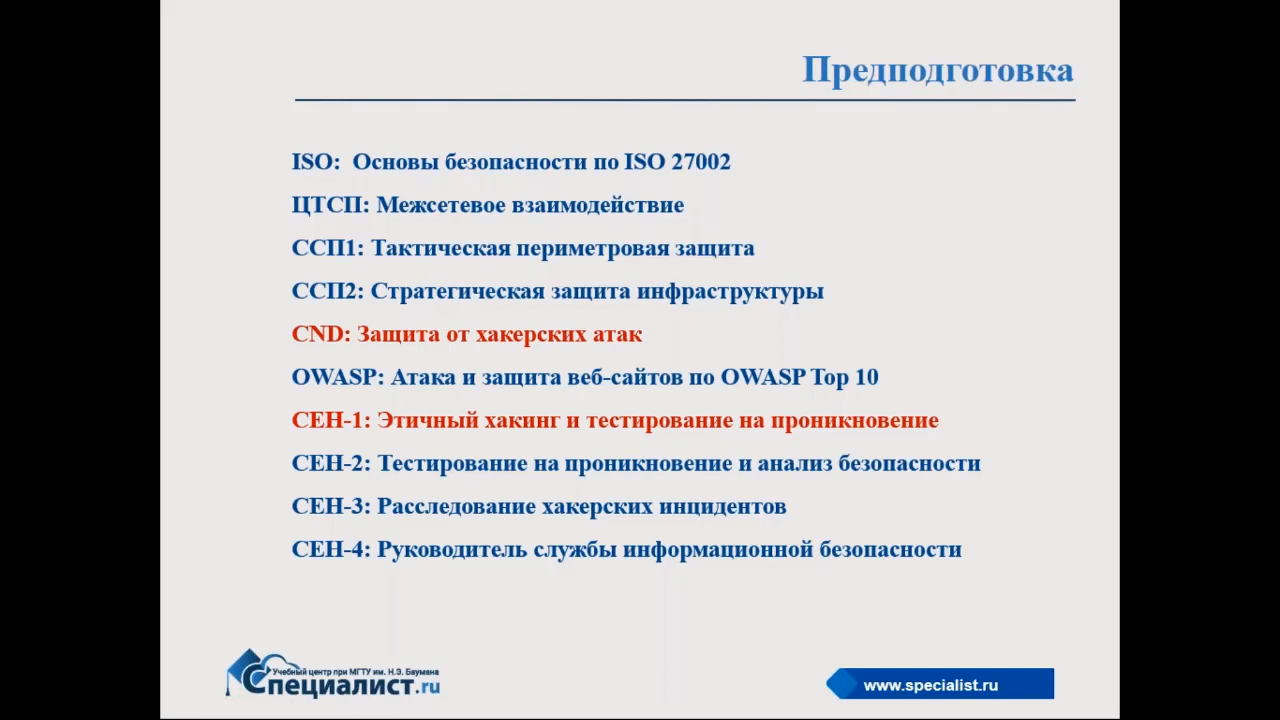 Предподготовка
ISO: Основы безопасности по ISO 27002
ЦТСП: Межсетевое взаимодействие
ССП1: Тактическая периметровая защита
ССП2: Стратегическая защита инфраструктуры
CND: Защита от хакерских атак
OWASP: Атака и защита веб-сайтов по OWASP Top 10
CEH-1: Этичный хакинг и тестирование на проникновение
CEH-2: Тестирование на проникновение и анализ безопасности
CEH-3: Расследование хакерских инцидентов
CEH-4: Руководитель службы информационной безопасности
Учебный центр при МГТУ им. Н.Э. Баумана
Специалист.ru
www.specialist.ru